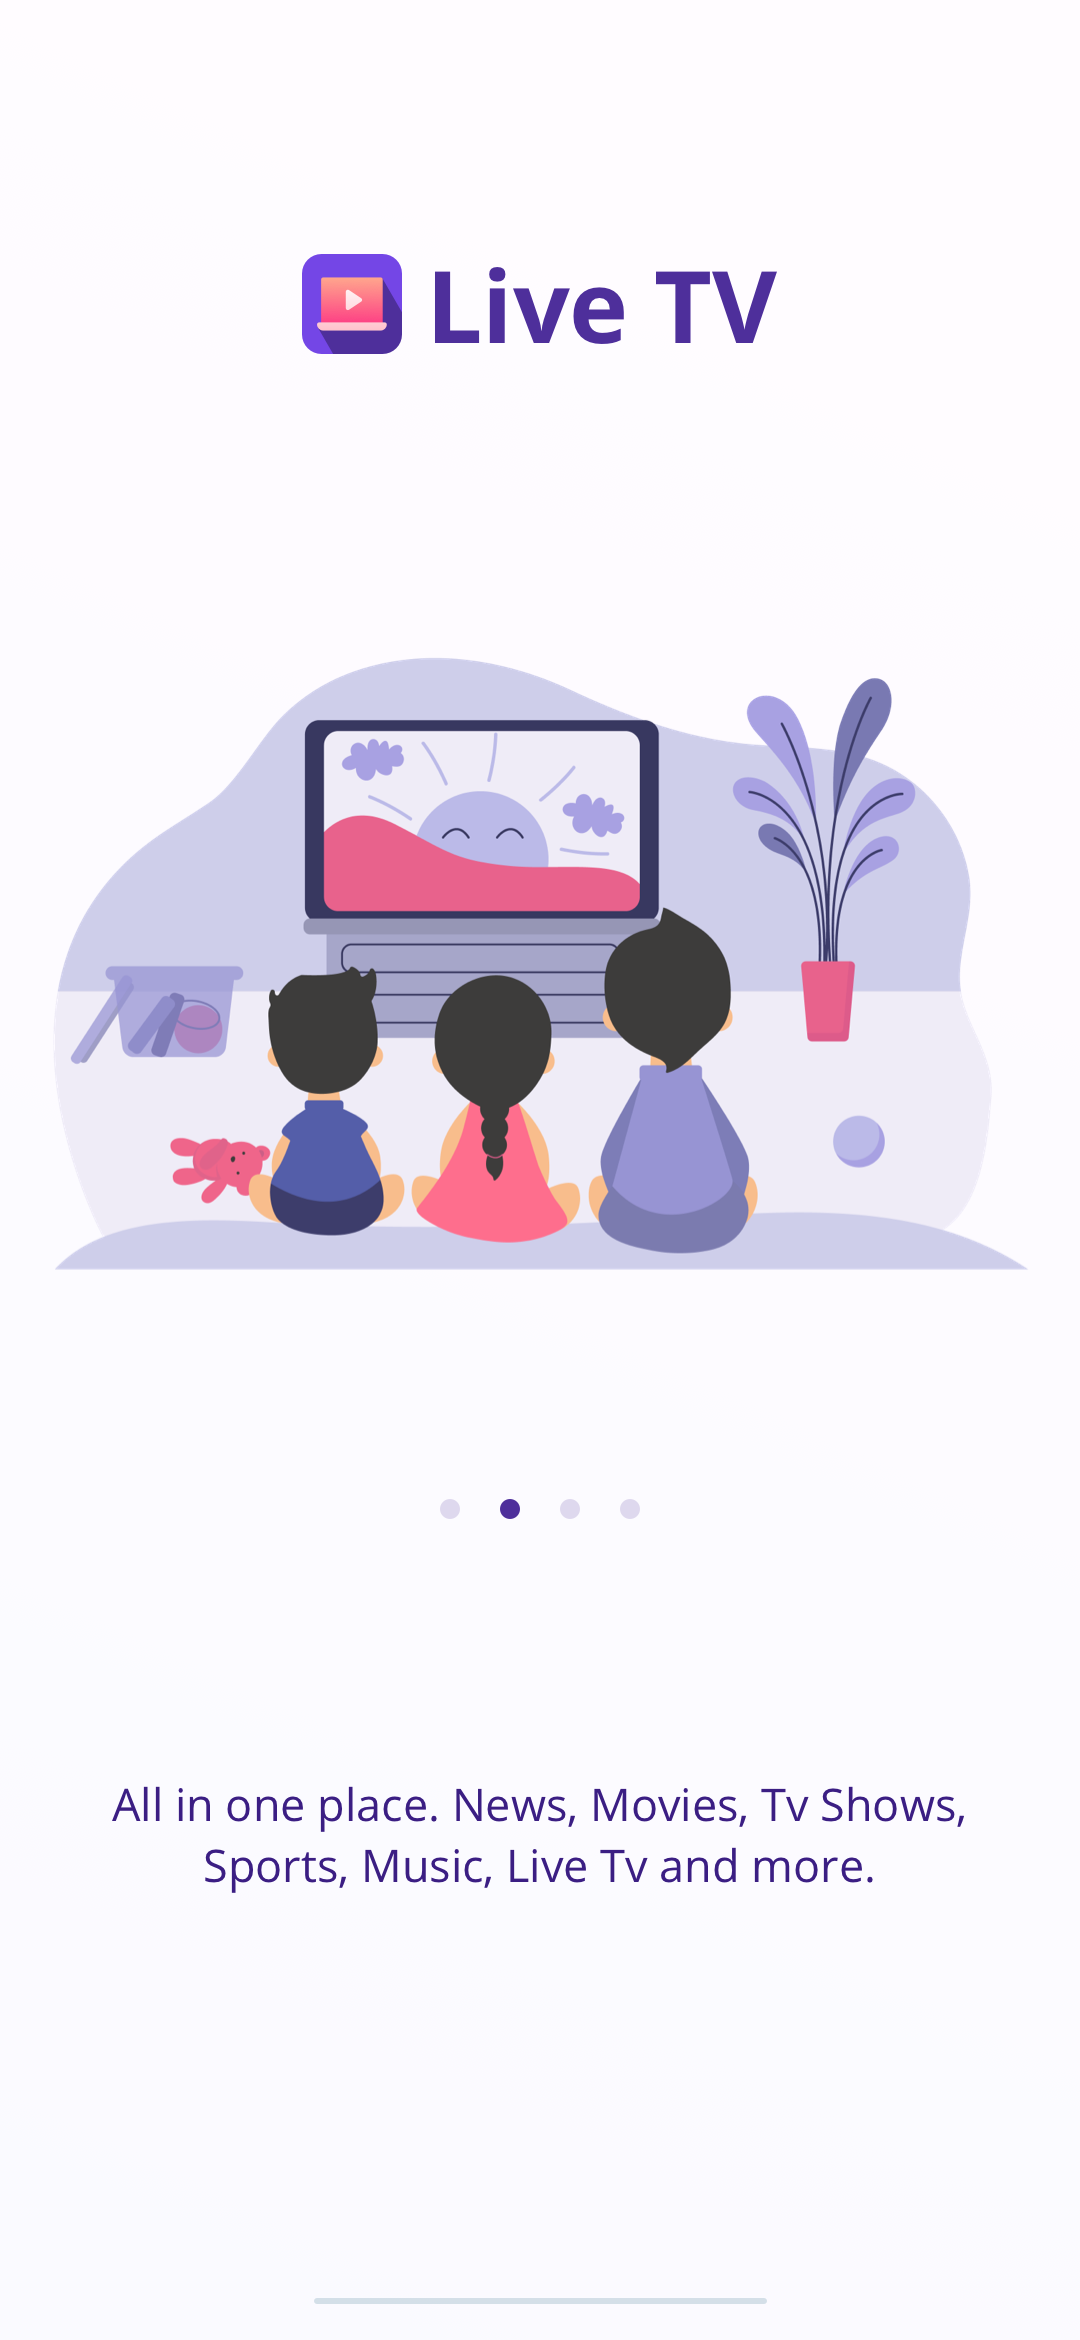 Live TV
All in one place. News, Movies, Tv Shows,
Sports, Music, Live Tv and more.